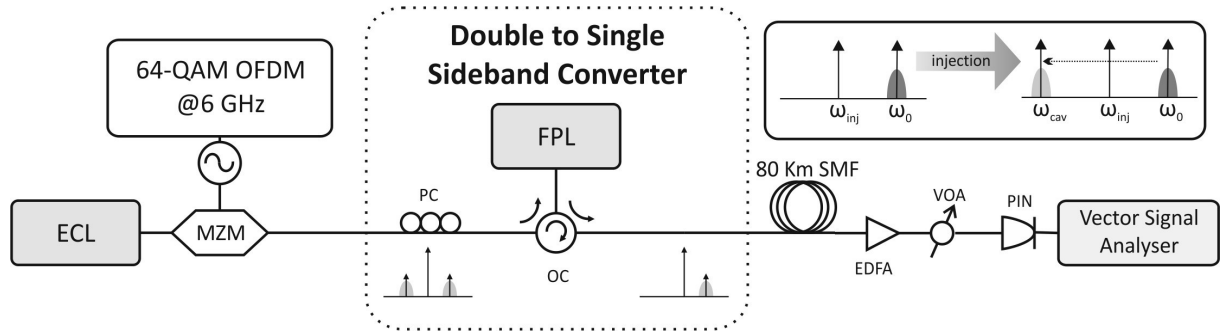 64-QAM OFDM
@6 GHz
Double to Single
Sideband Converter
injection
ω_inj ω_0 ω_cav ω_inj ω_0
FPL
80 Km SMF
ECL
MZM
PC
OC
EDFA
VOA
PIN
Vector Signal
Analyser